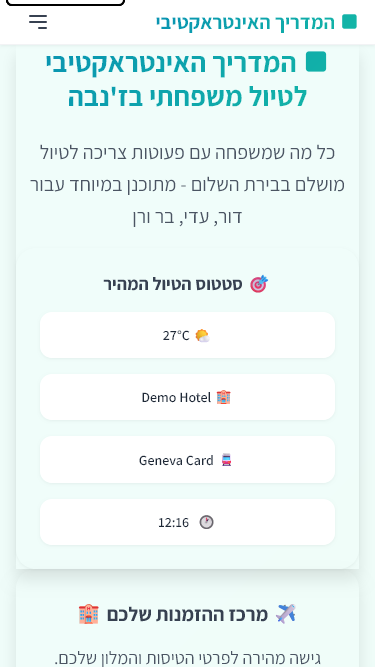 המדריך האינטראקטיבי
המדריך האינטראקטיבי
לטיול משפחתי בז'נבה
כל מה שמשפחה עם פעוטות צריכה לטיול
מושלם בבירת השלום - מתוכנן במיוחד עבור
דור, עדי, בר ורן
🎯 סטטוס הטיול המהיר
🌤️ 27°C
🏨 Demo Hotel
🚊 Geneva Card
🕐 12:16
✈️ מרכז ההזמנות שלכם 🏨
גישה מהירה לפרטי הטיסות והמלון שלכם.